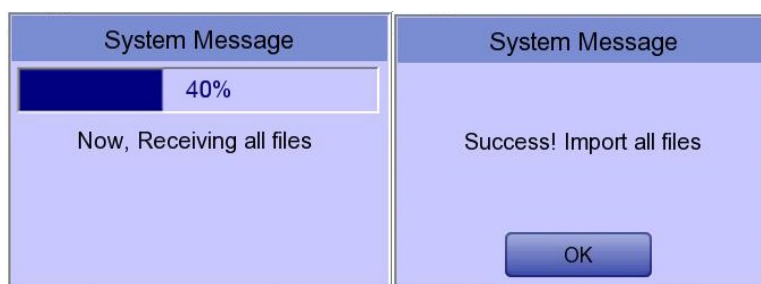 System Message
40%
Now, Receiving all files
System Message
Success! Import all files
OK